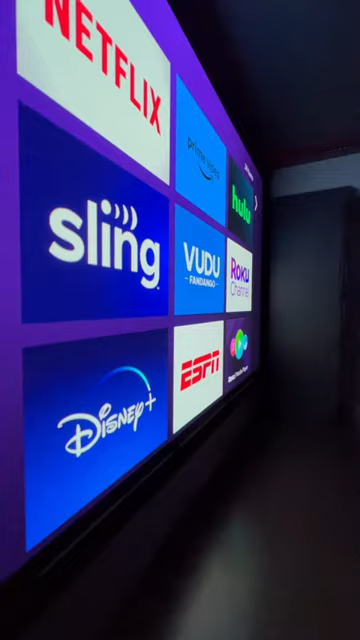 NETFLIX
prime video
hulu
sling
VUDU
FANDANGO
Roku
Channel
Disney+
ESPN